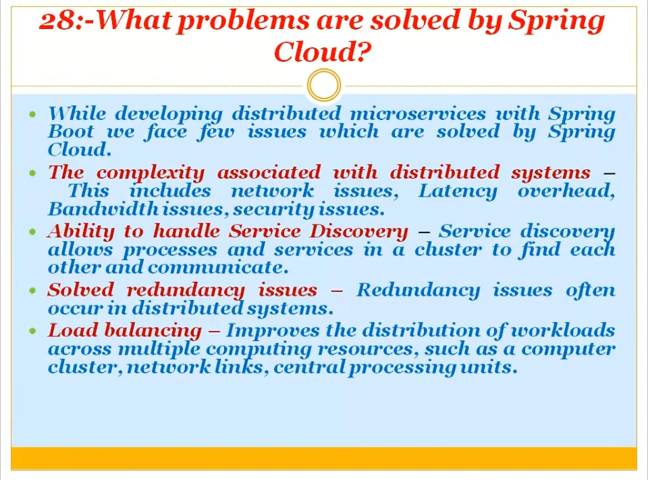 28:-What problems are solved by Spring
Cloud?
While developing distributed microservices with Spring
Boot we face few issues which are solved by Spring
Cloud.
The complexity associated with distributed systems –
This includes network issues, Latency overhead,
Bandwidth issues, security issues.
Ability to handle Service Discovery – Service discovery
allows processes and services in a cluster to find each
other and communicate.
Solved redundancy issues – Redundancy issues often
occur in distributed systems.
Load balancing – Improves the distribution of workloads
across multiple computing resources, such as a computer
cluster, network links, central processing units.